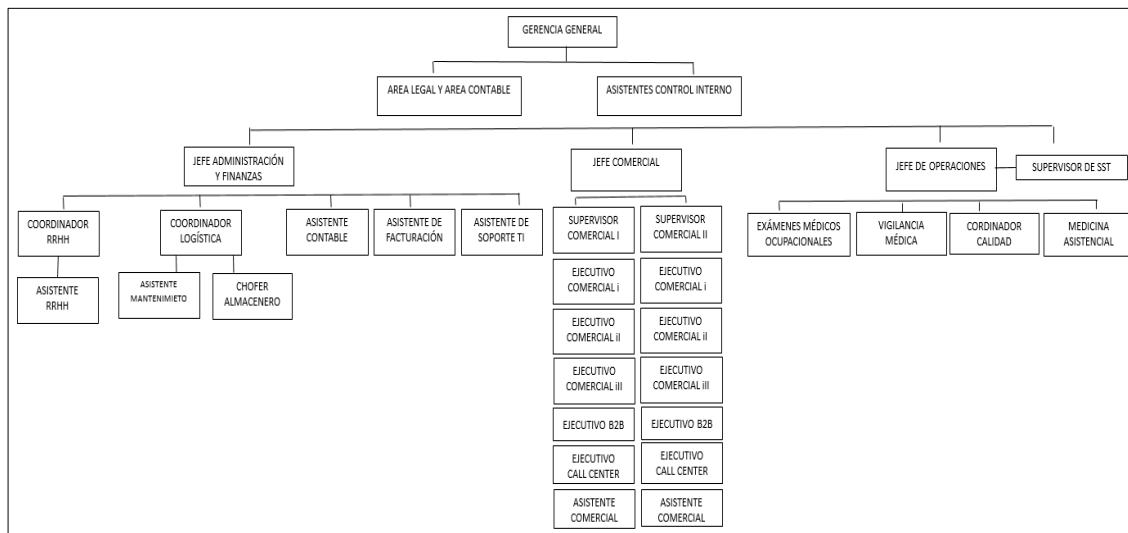 GERENCIA GENERAL
AREA LEGAL Y AREA CONTABLE
ASISTENTES CONTROL INTERNO
JEFE ADMINISTRACIÓN
Y FINANZAS
JEFE COMERCIAL
JEFE DE OPERACIONES
SUPERVISOR DE SST
COORDINADOR
RRHH
COORDINADOR
LOGÍSTICA
ASISTENTE
CONTABLE
ASISTENTE DE
FACTURACIÓN
ASISTENTE DE
SOPORTE TI
SUPERVISOR
COMERCIAL I
SUPERVISOR
COMERCIAL II
EXÁMENES MÉDICOS
OCUPACIONALES
VIGILANCIA
MÉDICA
CORDINADOR
CALIDAD
MEDICINA
ASISTENCIAL
ASISTENTE
RRHH
ASISTENTE
MANTENIMIETO
CHOFER
ALMACENERO
EJECUTIVO
COMERCIAL i
EJECUTIVO
COMERCIAL i
EJECUTIVO
COMERCIAL iI
EJECUTIVO
COMERCIAL iI
EJECUTIVO
COMERCIAL iII
EJECUTIVO
COMERCIAL iII
EJECUTIVO B2B
EJECUTIVO B2B
EJECUTIVO
CALL CENTER
EJECUTIVO
CALL CENTER
ASISTENTE
COMERCIAL
ASISTENTE
COMERCIAL